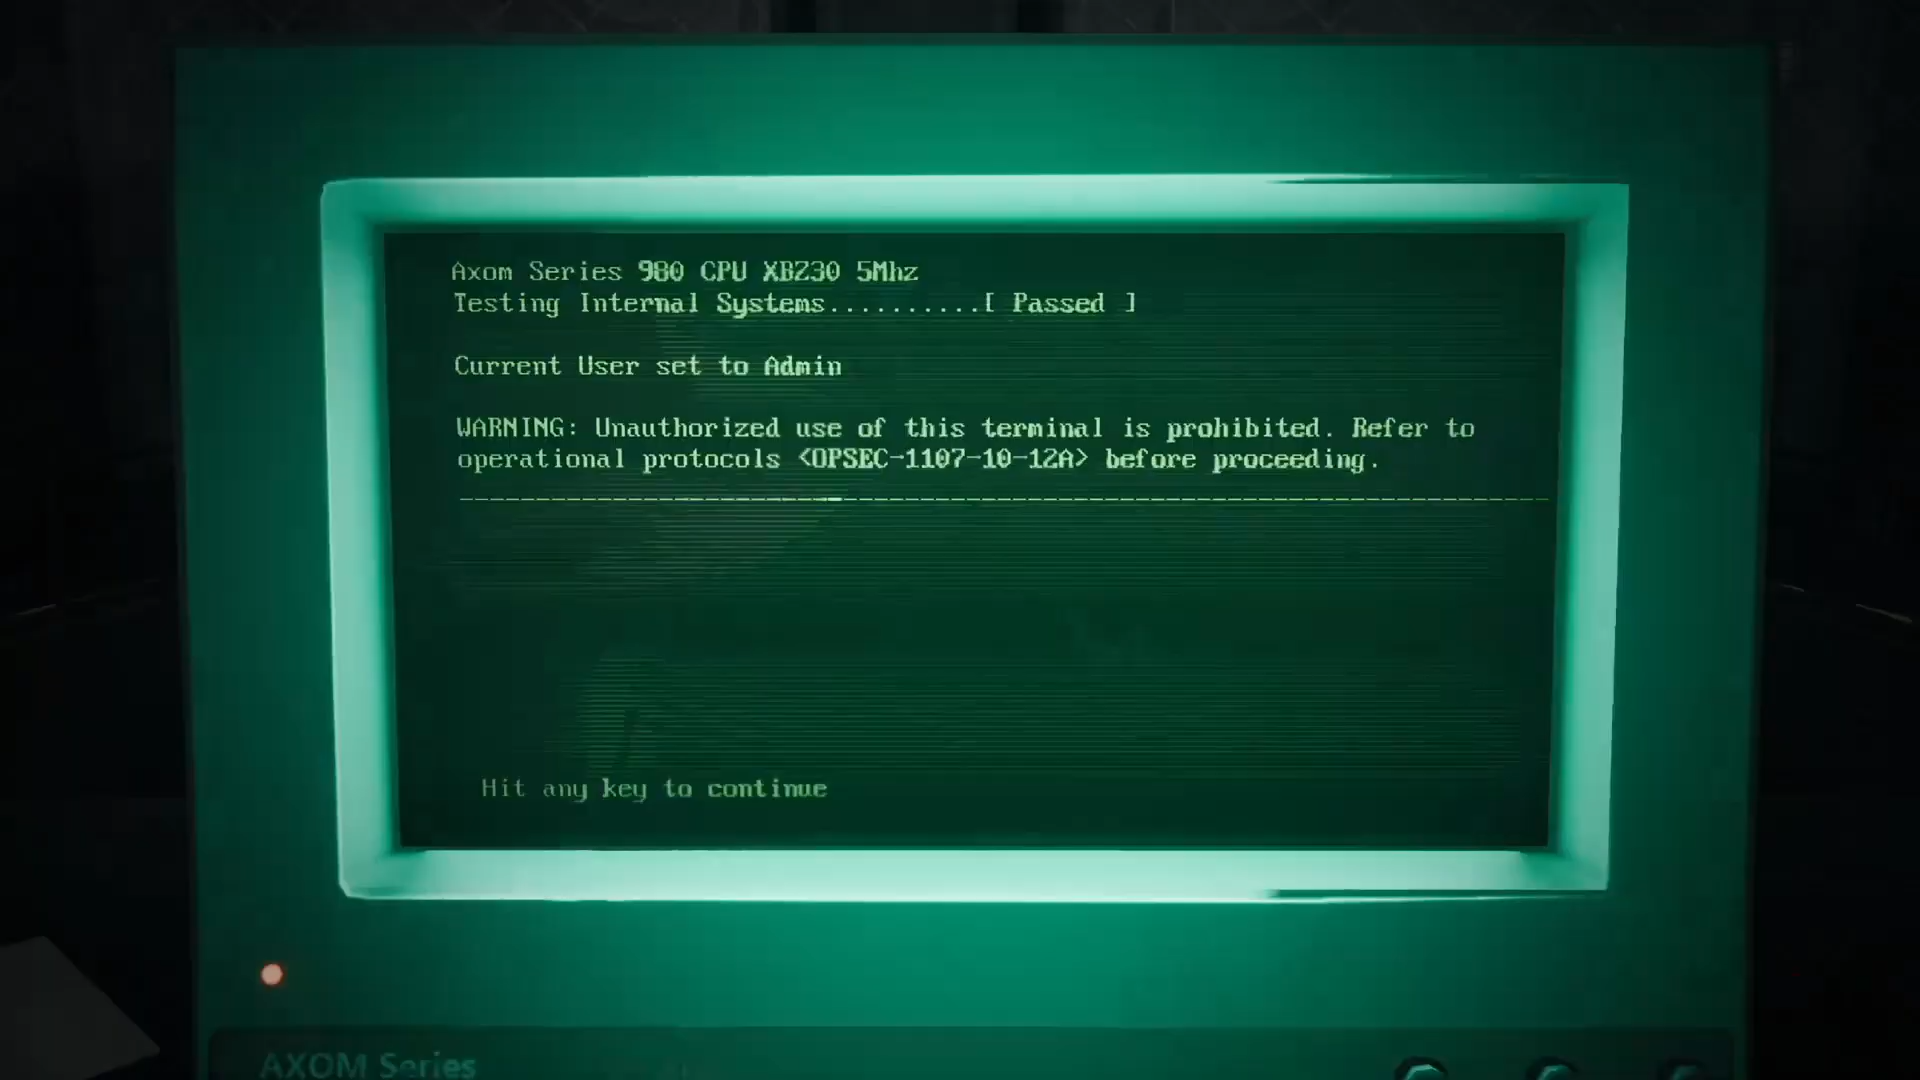 Axom Series 980 CPU XBZ30 5Mhz
Testing Internal Systems..........[ Passed ]
Current User set to Admin
WARNING: Unauthorized use of this terminal is prohibited. Refer to
operational protocols <OPSEC-1107-10-12A> before proceeding.
Hit any key to continue
AXOM Series